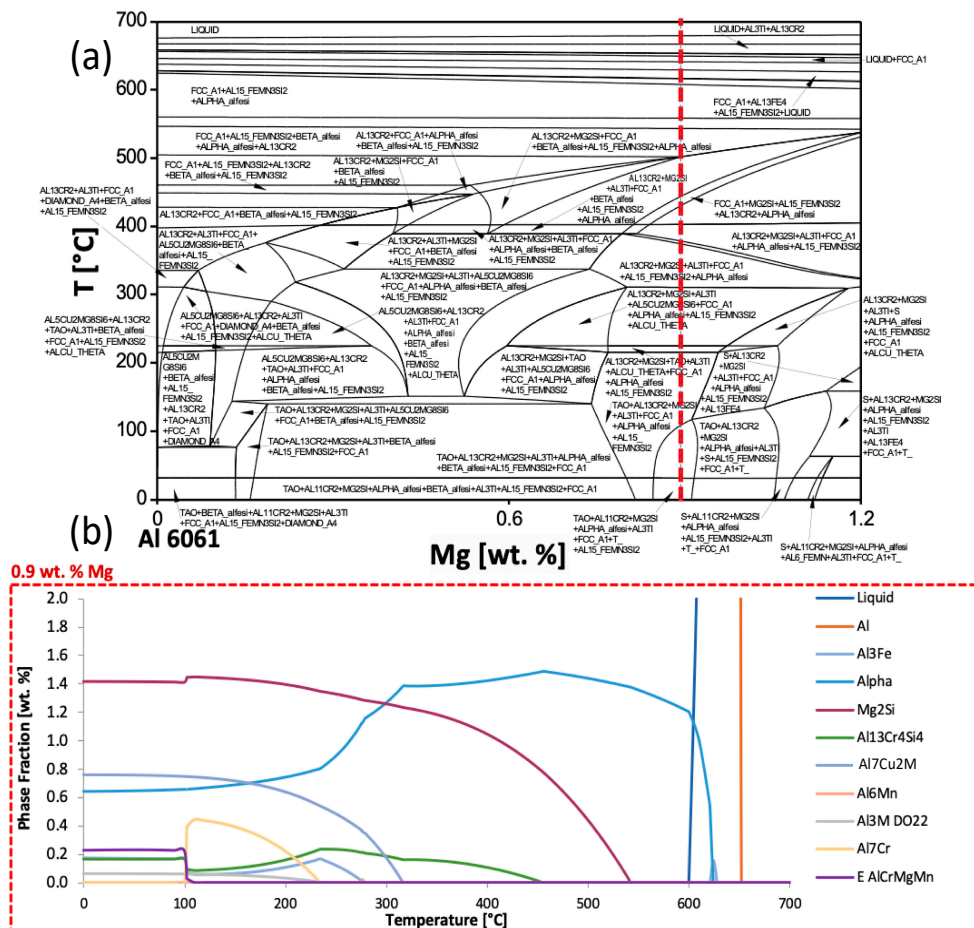 (a)
700
600
500
400
300
200
100
0
T [°C]
LIQUID
LIQUID+AL3TI+AL13CR2
LIQUID+FCC_A1
FCC_A1+AL15_FEMN3SI2
+ALPHA_alfesi
FCC_A1+AL13FE4
+AL15_FEMN3SI2+LIQUID
FCC_A1+AL15_FEMN3SI2+BETA_alfesi
+ALPHA_alfesi+AL13CR2
AL13CR2+FCC_A1+ALPHA_alfesi
+BETA_alfesi+AL15_FEMN3SI2
AL13CR2+MG2SI+FCC_A1
+BETA_alfesi+AL15_FEMN3SI2+ALPHA_alfesi
FCC_A1+AL15_FEMN3SI2+AL13CR2
+BETA_alfesi
AL13CR2+MG2SI+FCC_A1
+BETA_alfesi
+AL15_FEMN3SI2
AL13CR2+MG2SI
+AL3TI+FCC_A1
+BETA_alfesi
+AL15_FEMN3SI2
+ALPHA_alfesi
AL13CR2+AL3TI+FCC_A1
+DIAMOND_A4+BETA_alfesi
+AL15_FEMN3SI2
FCC_A1+MG2SI+AL15_FEMN3SI2
+AL13CR2+ALPHA_alfesi
AL13CR2+FCC_A1+BETA_alfesi+AL15_FEMN3SI2
AL13CR2+AL3TI+FCC_A1+
AL5CU2MG8SI6+BETA
_alfesi+AL15_
FEMN3SI2
AL13CR2+AL3TI+MG2SI
+FCC_A1+BETA_alfesi
+AL15_FEMN3SI2
AL13CR2+MG2SI+AL3TI+FCC_A1
+ALPHA_alfesi+BETA_alfesi
+AL15_FEMN3SI2
AL13CR2+MG2SI+AL3TI+FCC_A1
+ALPHA_alfesi+AL15_FEMN3SI2
AL13CR2+MG2SI+AL3TI+AL5CU2MG8SI6
+FCC_A1+ALPHA_alfesi+BETA_alfesi
+AL15_FEMN3SI2
AL13CR2+MG2SI+AL3TI+FCC_A1
+AL15_FEMN3SI2+ALPHA_alfesi
AL5CU2MG8SI6+AL13CR2
+TAO+AL3TI+BETA_alfesi
+FCC_A1+AL15_FEMN3SI2
+ALCU_THETA
AL5CU2MG8SI6+AL13CR2+AL3TI
+FCC_A1+DIAMOND_A4+BETA_alfesi
+AL15_FEMN3SI2+ALCU_THETA
AL5CU2MG8SI6+AL13CR2
+AL3TI+FCC_A1
+ALPHA_alfesi
+BETA_alfesi
+AL15_
FEMN3SI2
+ALCU_THETA
AL13CR2+MG2SI+AL3TI
+AL5CU2MG8SI6+FCC_A1
+ALPHA_alfesi+AL15_FEMN3SI2
+ALCU_THETA
AL13CR2+MG2SI
+AL3TI+S
+ALPHA_alfesi
+AL15_FEMN3SI2
+FCC_A1
+ALCU_THETA
AL5CU2M
G8SI6
+BETA_alfesi
+AL15_
FEMN3SI2
+AL13CR2
+TAO+AL3TI
+FCC_A1
+DIAMOND_A4
AL5CU2MG8SI6+AL13CR2
+TAO+AL3TI+FCC_A1
+ALPHA_alfesi
+BETA_alfesi+AL15_FEMN3SI2
AL13CR2+MG2SI+TAO
+AL3TI+AL5CU2MG8SI6
+FCC_A1+ALPHA_alfesi
+AL15_FEMN3SI2
AL13CR2+MG2SI+TAO+AL3TI
+ALCU_THETA+FCC_A1
+ALPHA_alfesi
+AL15_FEMN3SI2
S+AL13CR2
+MG2SI
+AL3TI+FCC_A1
+ALPHA_alfesi
+AL15_FEMN3SI2
+AL13FE4
TAO+AL13CR2+MG2SI
+AL3TI+FCC_A1
+ALPHA_alfesi
+AL15_
FEMN3SI2
S+AL13CR2+MG2SI
+ALPHA_alfesi
+AL15_FEMN3SI2
+AL3TI
+AL13FE4
+FCC_A1+T_
TAO+AL13CR2+MG2SI+AL3TI+AL5CU2MG8SI6
+FCC_A1+BETA_alfesi+AL15_FEMN3SI2
TAO+AL13CR2
+MG2SI
+ALPHA_alfesi+AL3TI
+S+AL15_FEMN3SI2
+FCC_A1+T_
TAO+AL13CR2+MG2SI+AL3TI+BETA_alfesi
+AL15_FEMN3SI2+FCC_A1
TAO+AL13CR2+MG2SI+AL3TI+ALPHA_alfesi
+BETA_alfesi+AL15_FEMN3SI2+FCC_A1
TAO+AL11CR2+MG2SI+ALPHA_alfesi+BETA_alfesi+AL3TI+AL15_FEMN3SI2+FCC_A1
0
0.6
1.2
TAO+BETA_alfesi+AL11CR2+MG2SI+AL3TI
+FCC_A1+AL15_FEMN3SI2+DIAMOND_A4
TAO+AL11CR2+MG2SI
+ALPHA_alfesi+AL3TI
+FCC_A1+T_
+AL15_FEMN3SI2
S+AL11CR2+MG2SI
+ALPHA_alfesi
+AL15_FEMN3SI2+AL3TI
+T_+FCC_A1
S+AL11CR2+MG2SI+ALPHA_alfesi
+AL6_FEMN+AL3TI+FCC_A1+T_
Al 6061
Mg [wt. %]
(b)
0.9 wt. % Mg
Phase Fraction [wt. %]
2.0
1.8
1.6
1.4
1.2
1.0
0.8
0.6
0.4
0.2
0.0
0
100
200
300
400
500
600
700
Temperature [°C]
Liquid
Al
Al3Fe
Alpha
Mg2Si
Al13Cr4Si4
Al7Cu2M
Al6Mn
Al3M DO22
Al7Cr
E AlCrMgMn